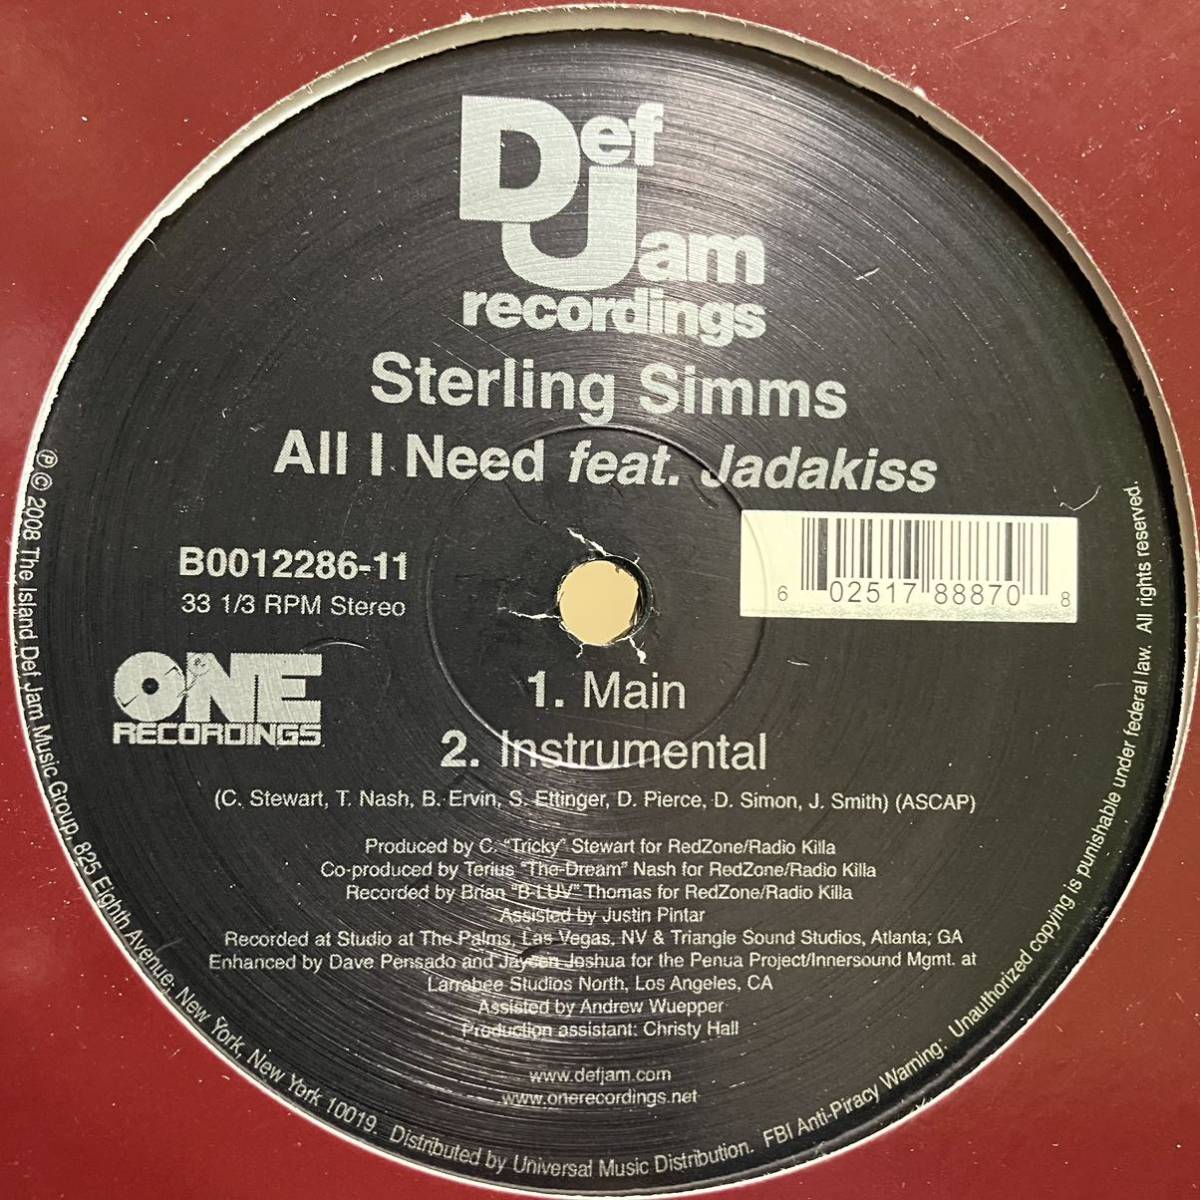 Def Jam
recordings
Sterling Simms
All I Need feat. Jadakiss
B0012286-11
33 1/3 RPM Stereo
6 02517 88870 8
ONE
RECORDINGS
1. Main
2. Instrumental
(C. Stewart, T. Nash, B. Ervin, S. Ettinger, D. Pierce, D. Simon, J. Smith) (ASCAP)
Produced by C. "Tricky" Stewart for RedZone/Radio Killa
Co-produced by Terius "The-Dream" Nash for RedZone/Radio Killa
Recorded by Brian "B-LUV" Thomas for RedZone/Radio Killa
Assisted by Justin Pintar
Recorded at Studio at The Palms, Las Vegas, NV & Triangle Sound Studios, Atlanta; GA
Enhanced by Dave Pensado and Jaycen Joshua for the Penua Project/Innersound Mgmt. at
Larrabee Studios North, Los Angeles, CA
Assisted by Andrew Wuepper
Production assistant: Christy Hall
www.defjam.com
www.onerecordings.net
℗ © 2008 The Island Def Jam Music Group, 825 Eighth Avenue; New York, New York 10019. Distributed by Universal Music Distribution. FBI Anti-Piracy Warning: Unauthorized copying is punishable under federal law. All rights reserved.